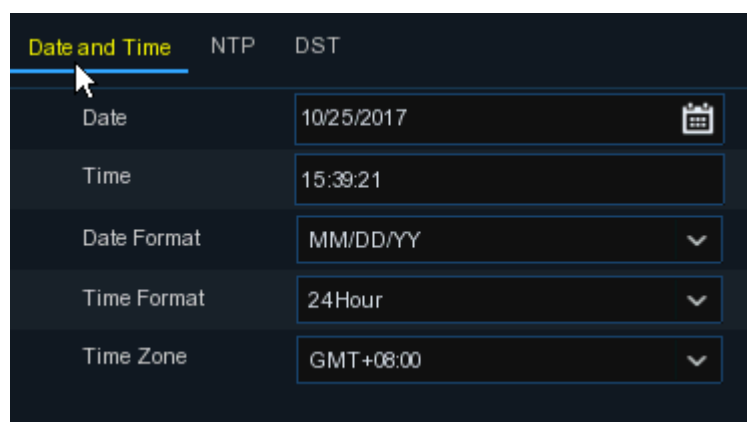 Date and Time NTP DST
Date 10/25/2017
Time 15:39:21
Date Format MM/DD/YY
Time Format 24Hour
Time Zone GMT+08:00